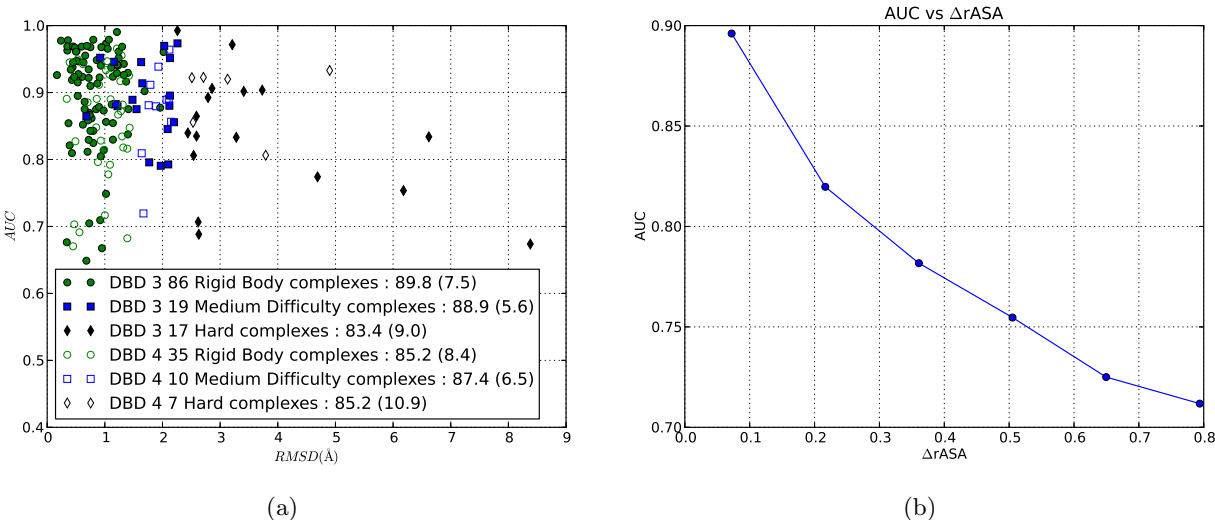 1.0
0.9
0.8
0.7
0.6
0.5
0.4
AUC
DBD 3 86 Rigid Body complexes : 89.8 (7.5)
DBD 3 19 Medium Difficulty complexes : 88.9 (5.6)
DBD 3 17 Hard complexes : 83.4 (9.0)
DBD 4 35 Rigid Body complexes : 85.2 (8.4)
DBD 4 10 Medium Difficulty complexes : 87.4 (6.5)
DBD 4 7 Hard complexes : 85.2 (10.9)
0 1 2 3 4 5 6 7 8 9
RMSD(Å)
(a)
AUC vs ΔrASA
0.90
0.85
0.80
0.75
0.70
AUC
0.0 0.1 0.2 0.3 0.4 0.5 0.6 0.7 0.8
ΔrASA
(b)